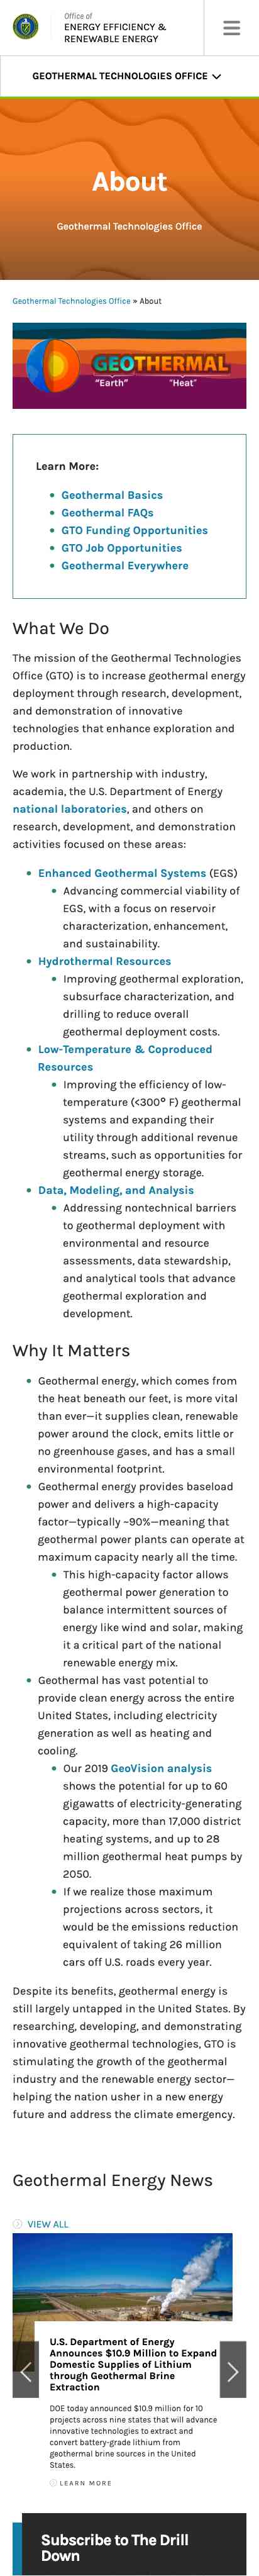 Office of
ENERGY EFFICIENCY &
RENEWABLE ENERGY
GEOTHERMAL TECHNOLOGIES OFFICE
About
Geothermal Technologies Office
Geothermal Technologies Office » About
GEOTHERMAL
"Earth" "Heat"
Learn More:
Geothermal Basics
Geothermal FAQs
GTO Funding Opportunities
GTO Job Opportunities
Geothermal Everywhere
What We Do
The mission of the Geothermal Technologies
Office (GTO) is to increase geothermal energy
deployment through research, development,
and demonstration of innovative
technologies that enhance exploration and
production.
We work in partnership with industry,
academia, the U.S. Department of Energy
national laboratories, and others on
research, development, and demonstration
activities focused on these areas:
Enhanced Geothermal Systems (EGS)
Advancing commercial viability of
EGS, with a focus on reservoir
characterization, enhancement,
and sustainability.
Hydrothermal Resources
Improving geothermal exploration,
subsurface characterization, and
drilling to reduce overall
geothermal deployment costs.
Low-Temperature & Coproduced
Resources
Improving the efficiency of low-
temperature (<300° F) geothermal
systems and expanding their
utility through additional revenue
streams, such as opportunities for
geothermal energy storage.
Data, Modeling, and Analysis
Addressing nontechnical barriers
to geothermal deployment with
environmental and resource
assessments, data stewardship,
and analytical tools that advance
geothermal exploration and
development.
Why It Matters
Geothermal energy, which comes from
the heat beneath our feet, is more vital
than ever—it supplies clean, renewable
power around the clock, emits little or
no greenhouse gases, and has a small
environmental footprint.
Geothermal energy provides baseload
power and delivers a high-capacity
factor—typically ~90%—meaning that
geothermal power plants can operate at
maximum capacity nearly all the time.
This high-capacity factor allows
geothermal power generation to
balance intermittent sources of
energy like wind and solar, making
it a critical part of the national
renewable energy mix.
Geothermal has vast potential to
provide clean energy across the entire
United States, including electricity
generation as well as heating and
cooling.
Our 2019 GeoVision analysis
shows the potential for up to 60
gigawatts of electricity-generating
capacity, more than 17,000 district
heating systems, and up to 28
million geothermal heat pumps by
2050.
If we realize those maximum
projections across sectors, it
would be the emissions reduction
equivalent of taking 26 million
cars off U.S. roads every year.
Despite its benefits, geothermal energy is
still largely untapped in the United States. By
researching, developing, and demonstrating
innovative geothermal technologies, GTO is
stimulating the growth of the geothermal
industry and the renewable energy sector—
helping the nation usher in a new energy
future and address the climate emergency.
Geothermal Energy News
VIEW ALL
U.S. Department of Energy
Announces $10.9 Million to Expand
Domestic Supplies of Lithium
through Geothermal Brine
Extraction
DOE today announced $10.9 million for 10
projects across nine states that will advance
innovative technologies to extract and
convert battery-grade lithium from
geothermal brine sources in the United
States.
LEARN MORE
Subscribe to The Drill
Down